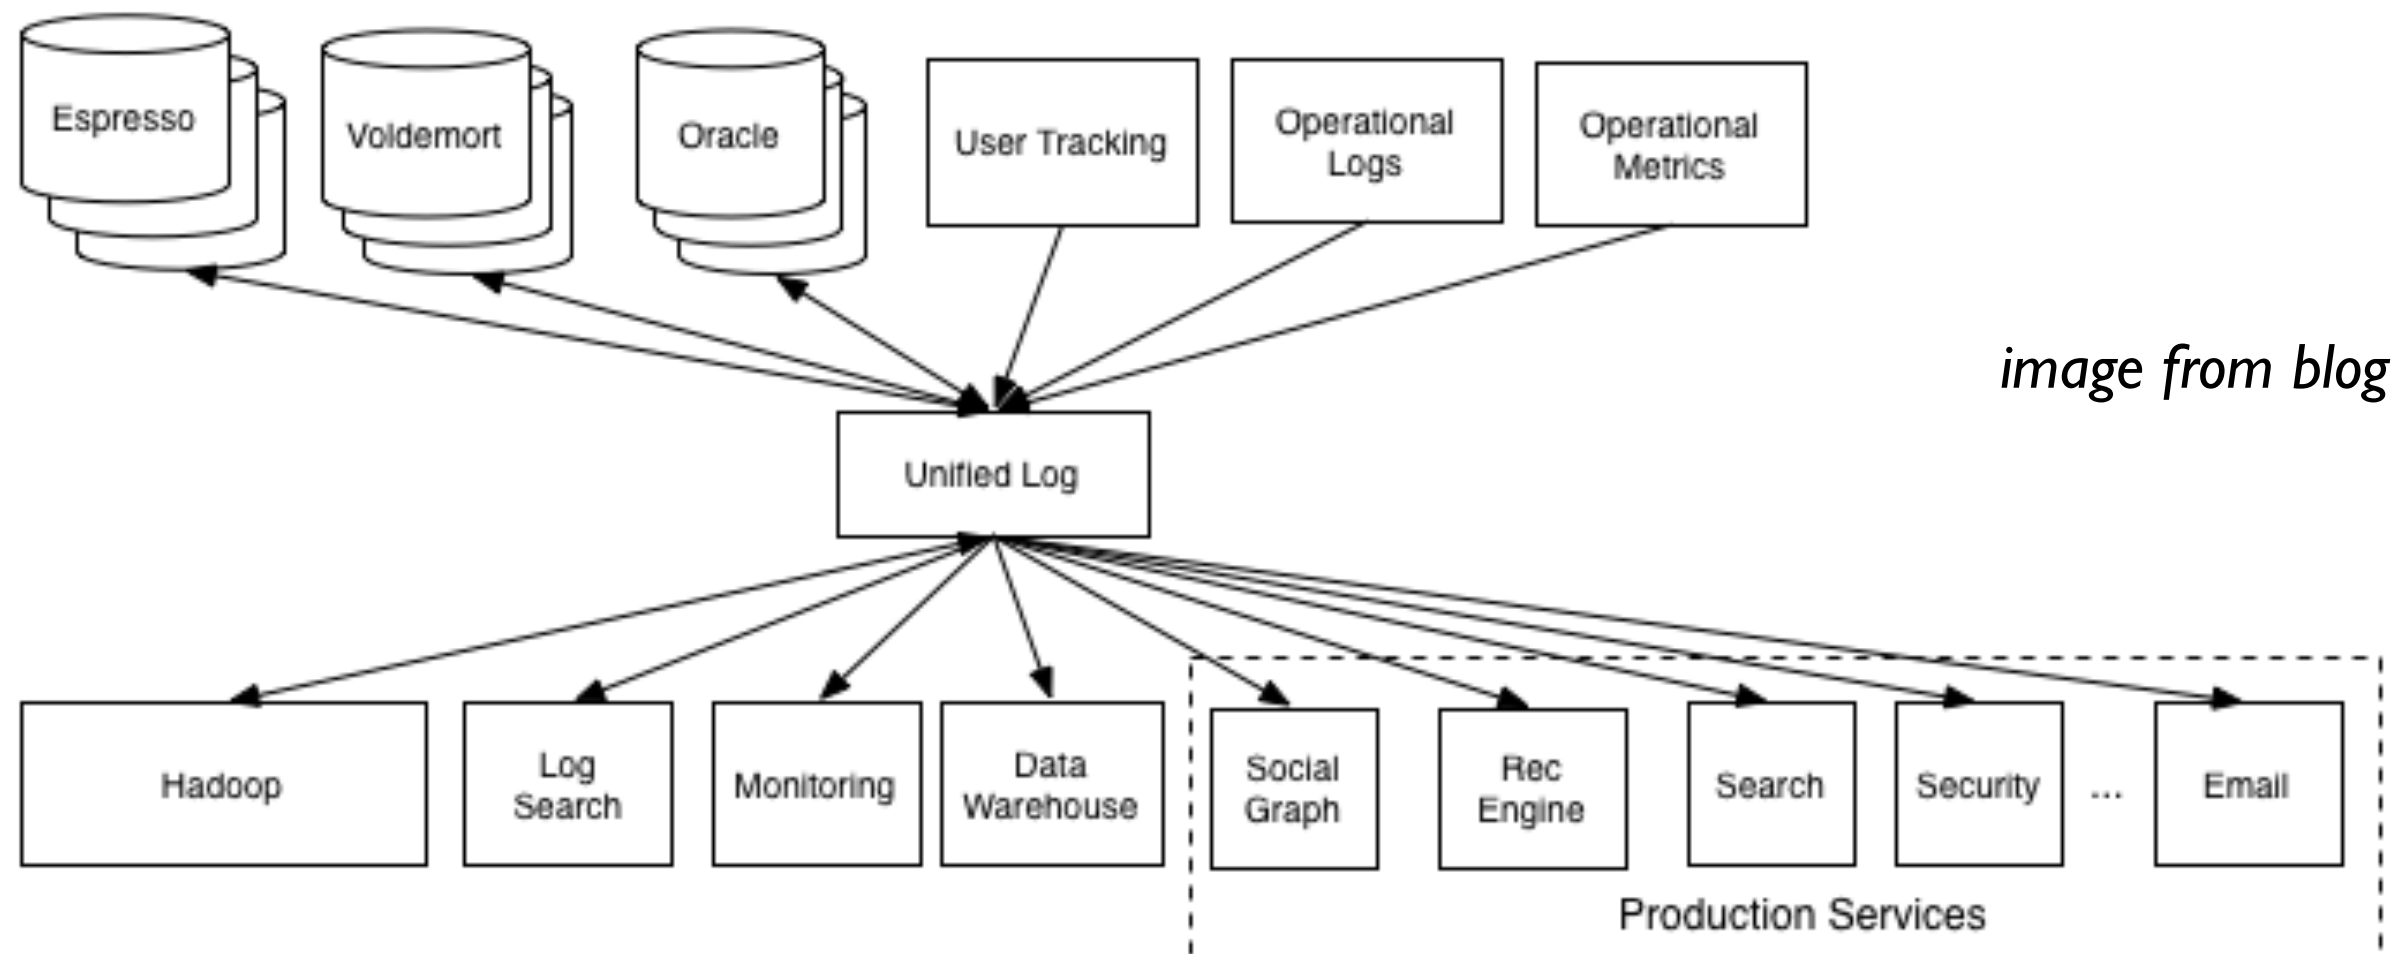 Espresso
Voldemort
Oracle
User Tracking
Operational
Logs
Operational
Metrics
image from blog
Unified Log
Hadoop
Log
Search
Monitoring
Data
Warehouse
Social
Graph
Rec
Engine
Search
Security
...
Email
Production Services